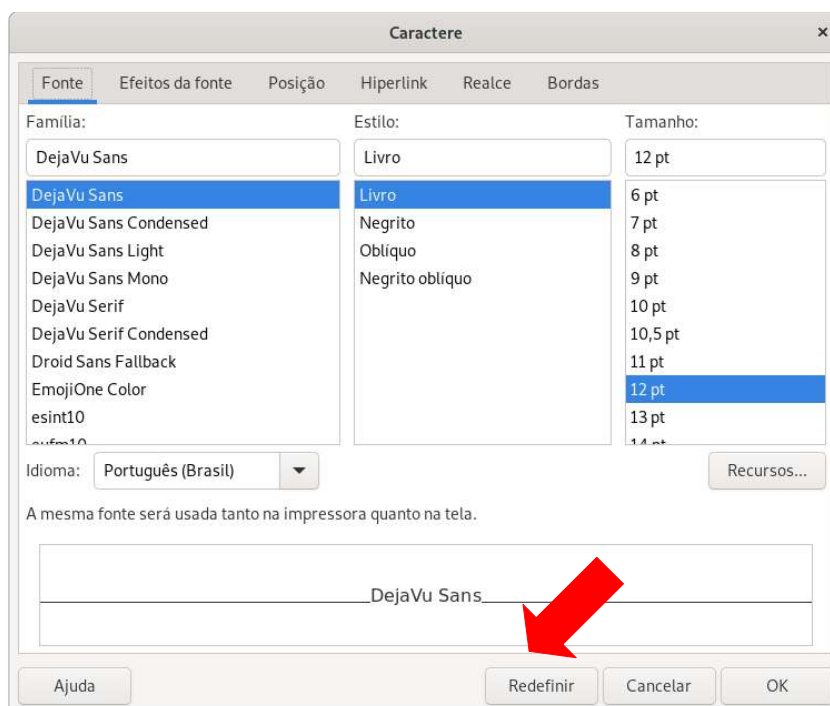 Caractere ×
Fonte Efeitos da fonte Posição Hiperlink Realce Bordas
Família: Estilo: Tamanho:
DejaVu Sans Livro 12 pt
DejaVu Sans Livro 6 pt
DejaVu Sans Condensed Negrito 7 pt
DejaVu Sans Light Oblíquo 8 pt
DejaVu Sans Mono Negrito oblíquo 9 pt
DejaVu Serif 10 pt
DejaVu Serif Condensed 10,5 pt
Droid Sans Fallback 11 pt
EmojiOne Color 12 pt
esint10 13 pt
Idioma: Português (Brasil) Recursos...
A mesma fonte será usada tanto na impressora quanto na tela.
DejaVu Sans
Ajuda Redefinir Cancelar OK